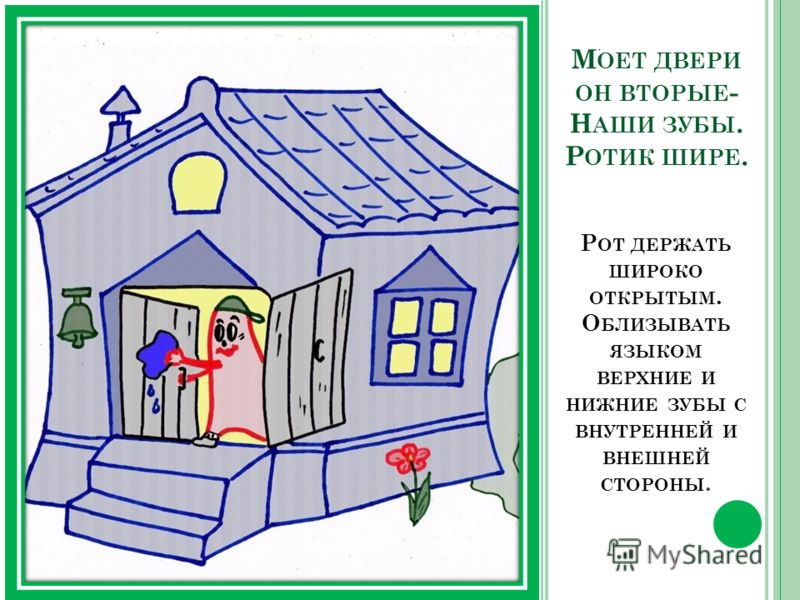 Моет двери
он вторые-
Наши зубы.
Ротик шире.
Рот держать
широко
открытым.
Облизывать
языком
верхние и
нижние зубы с
внутренней и
внешней
стороны.
MyShared